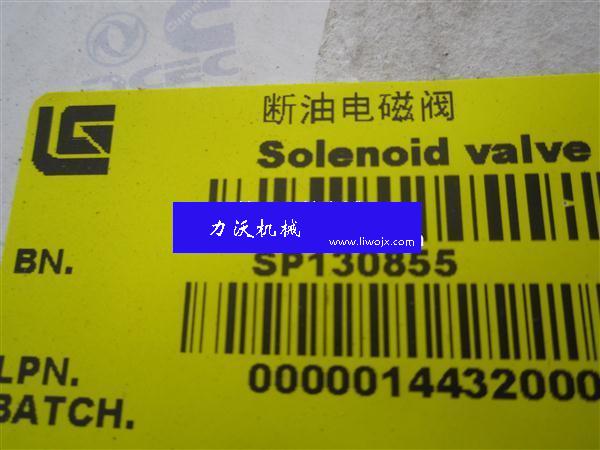 断油电磁阀
Solenoid valve
力沃机械
www.liwojx.com
BN.
SP130855
LPN.
0000014432000
BATCH.